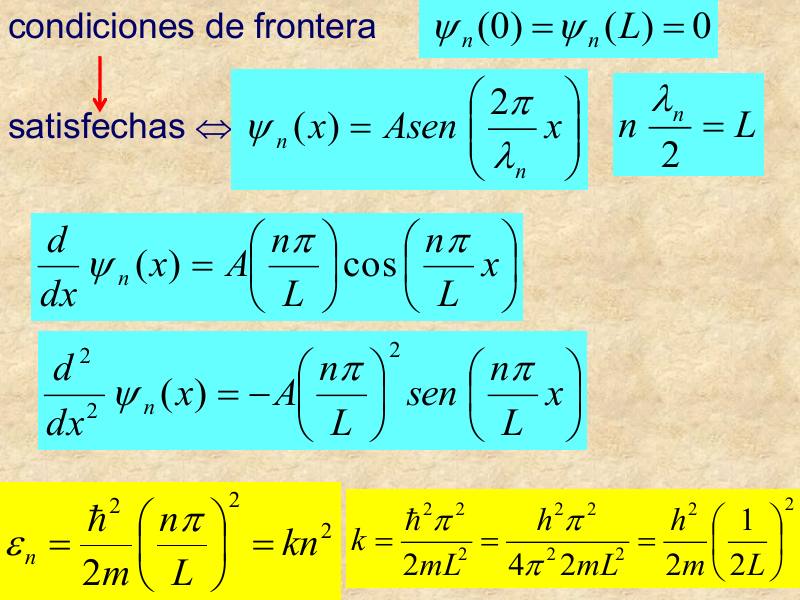 condiciones de frontera ψ_n(0) = ψ_n(L) = 0
satisfechas ⇔ ψ_n(x) = Asen(2π/λ_n x) n λ_n/2 = L
d/dx ψ_n(x) = A(nπ/L) cos(nπ/L x)
d²/dx² ψ_n(x) = −A(nπ/L)² sen(nπ/L x)
ε_n = ℏ²/2m (nπ/L)² = kn² k = ℏ²π²/2mL² = h²π²/4π²2mL² = h²/2m (1/2L)²